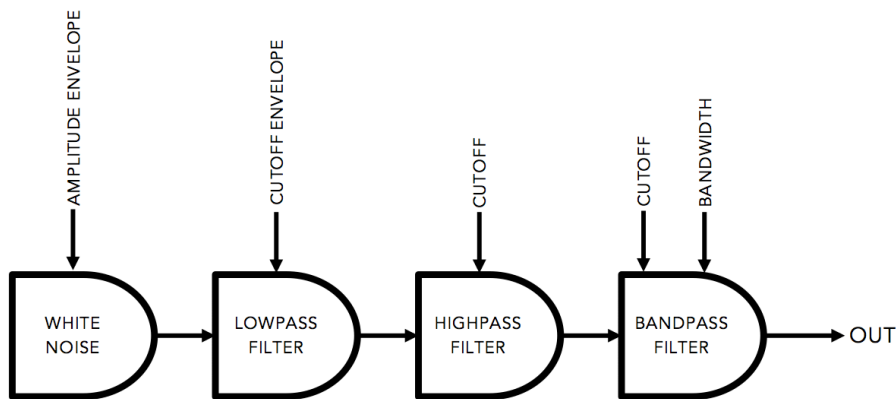 AMPLITUDE ENVELOPE
CUTOFF ENVELOPE
CUTOFF
CUTOFF
BANDWIDTH
WHITE
NOISE
LOWPASS
FILTER
HIGHPASS
FILTER
BANDPASS
FILTER
OUT